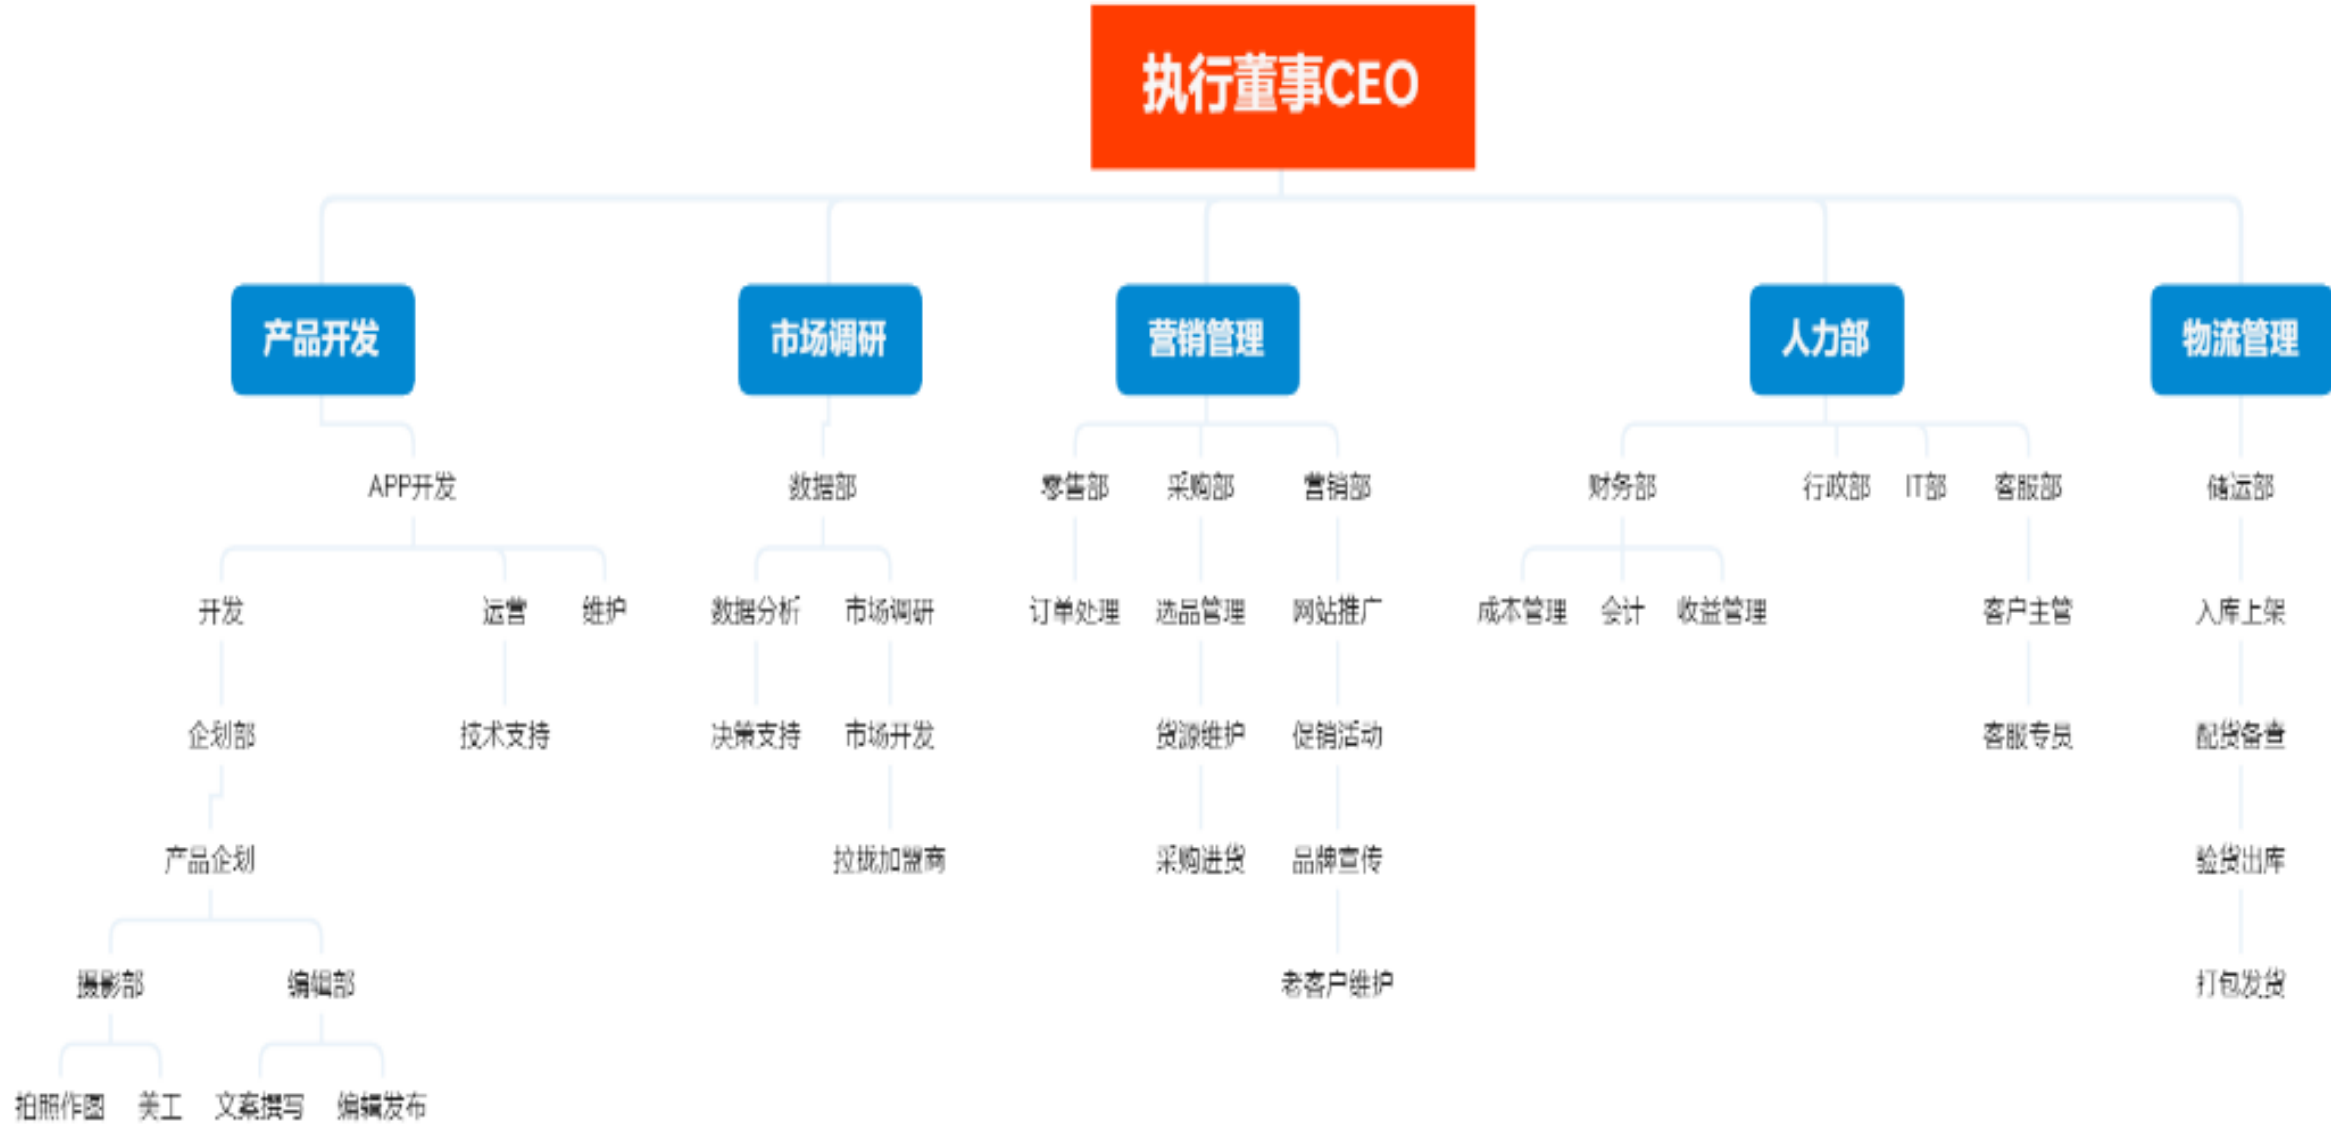 执行董事CEO
产品开发
市场调研
营销管理
人力部
物流管理
APP开发
数据部
零售部
采购部
营销部
财务部
行政部
IT部
客服部
储运部
开发
运营
维护
数据分析
市场调研
订单处理
选品管理
网站推广
成本管理
会计
收益管理
客户主管
入库上架
企划部
技术支持
决策支持
市场开发
货源维护
促销活动
客服专员
配货备查
产品企划
拉拢加盟商
采购进货
品牌宣传
验货出库
摄影部
编辑部
老客户维护
打包发货
拍照作图
美工
文案撰写
编辑发布